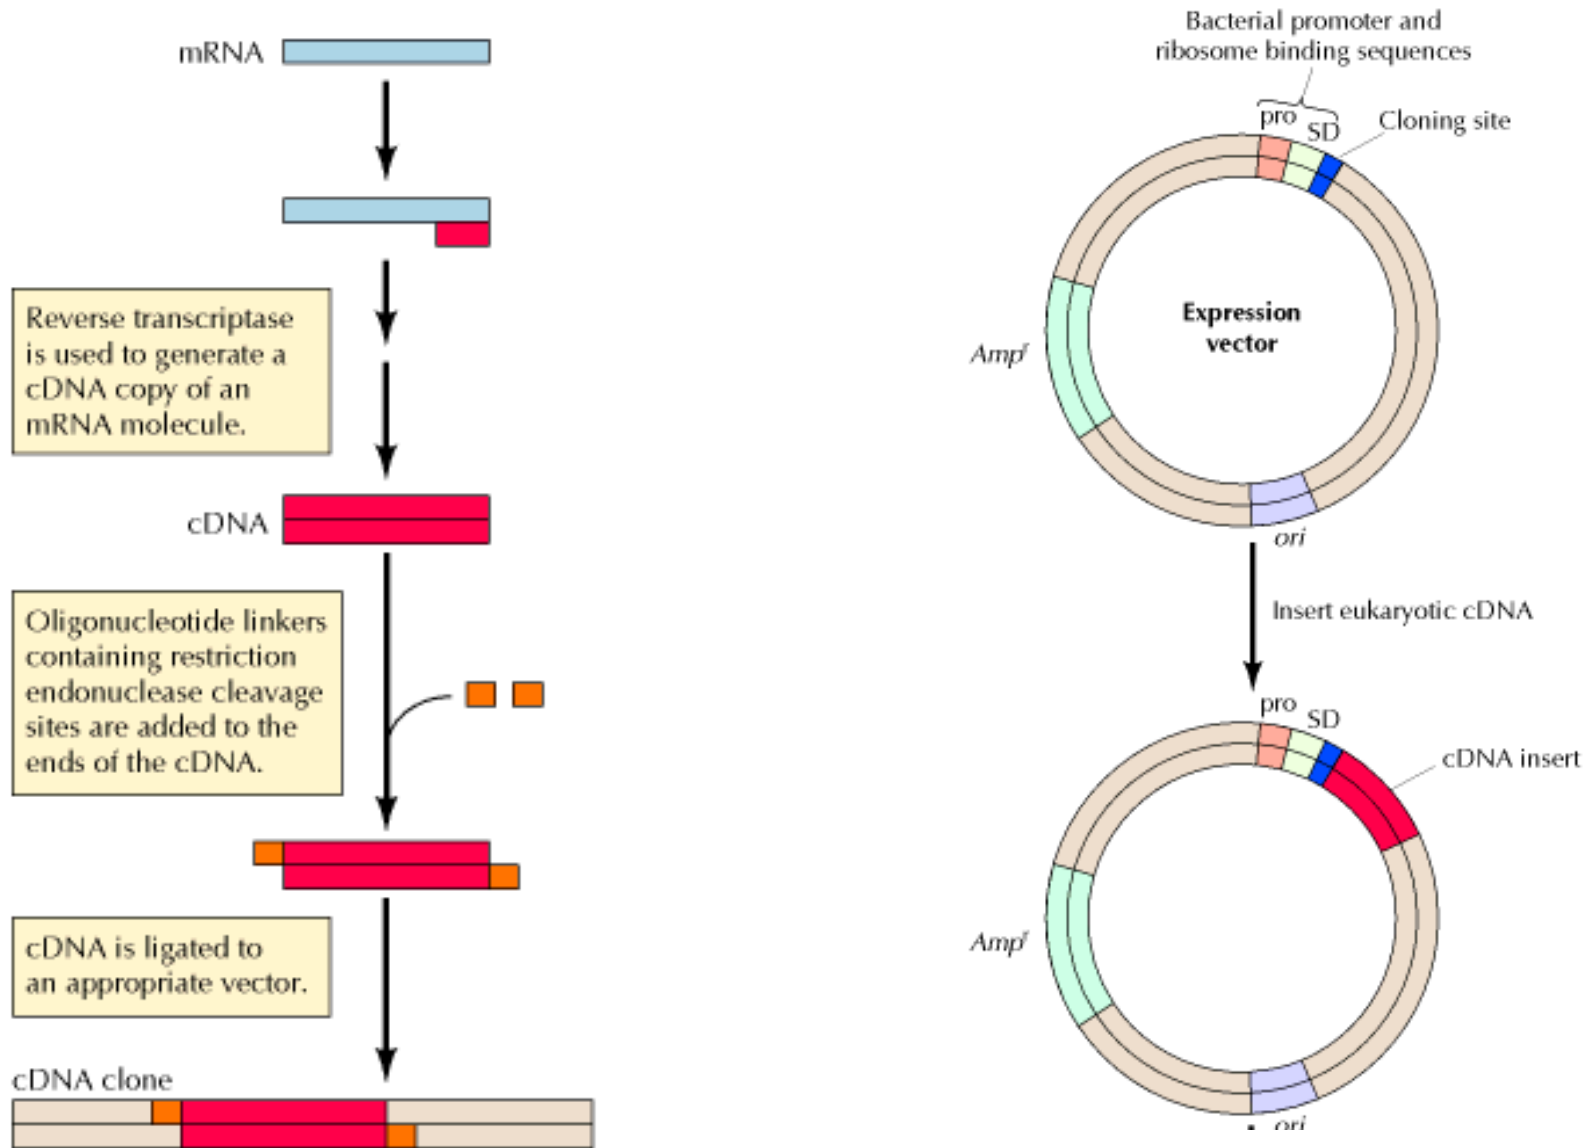 mRNA
Reverse transcriptase
is used to generate a
cDNA copy of an
mRNA molecule.
cDNA
Oligonucleotide linkers
containing restriction
endonuclease cleavage
sites are added to the
ends of the cDNA.
cDNA is ligated to
an appropriate vector.
cDNA clone
Bacterial promoter and
ribosome binding sequences
pro
SD
Cloning site
Expression
vector
Ampʳ
ori
Insert eukaryotic cDNA
pro
SD
cDNA insert
Ampʳ
ori